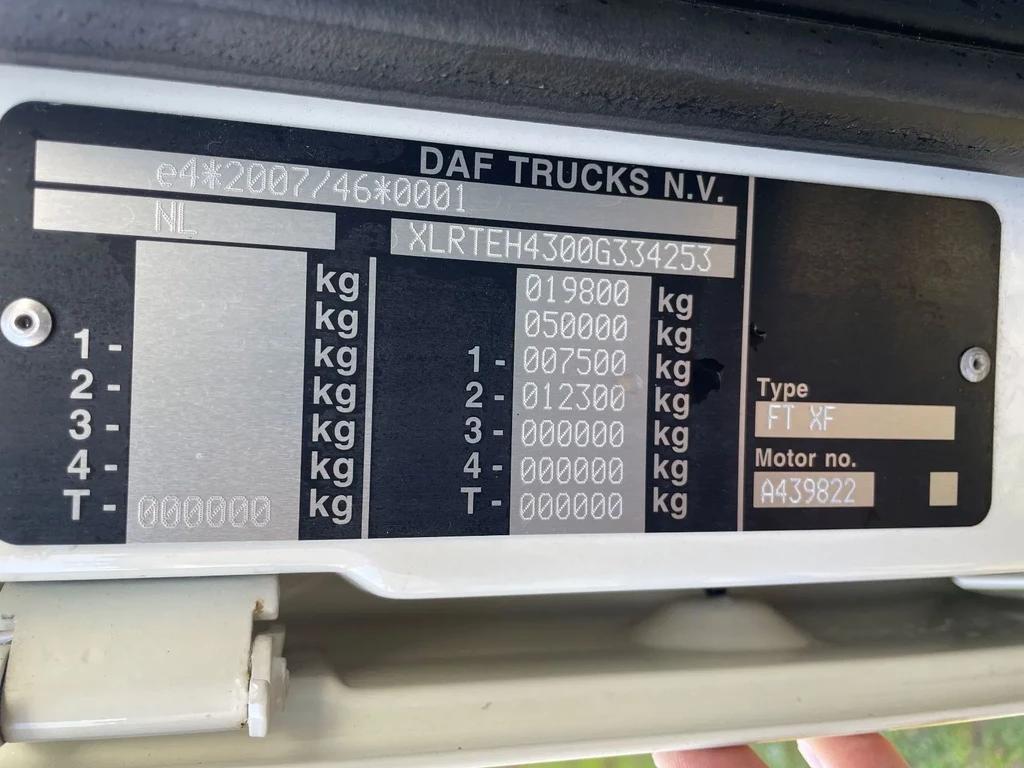 DAF TRUCKS N.V.
e4*2007/46*0001
NL XLRTEH4300G334253
kg 019800 kg
kg 050000 kg
1 - kg 1 - 007500 kg
2 - kg 2 - 012300 kg
3 - kg 3 - 000000 kg
4 - kg 4 - 000000 kg
T - 000000 kg T - 000000 kg
Type
FT XF
Motor no.
A439822